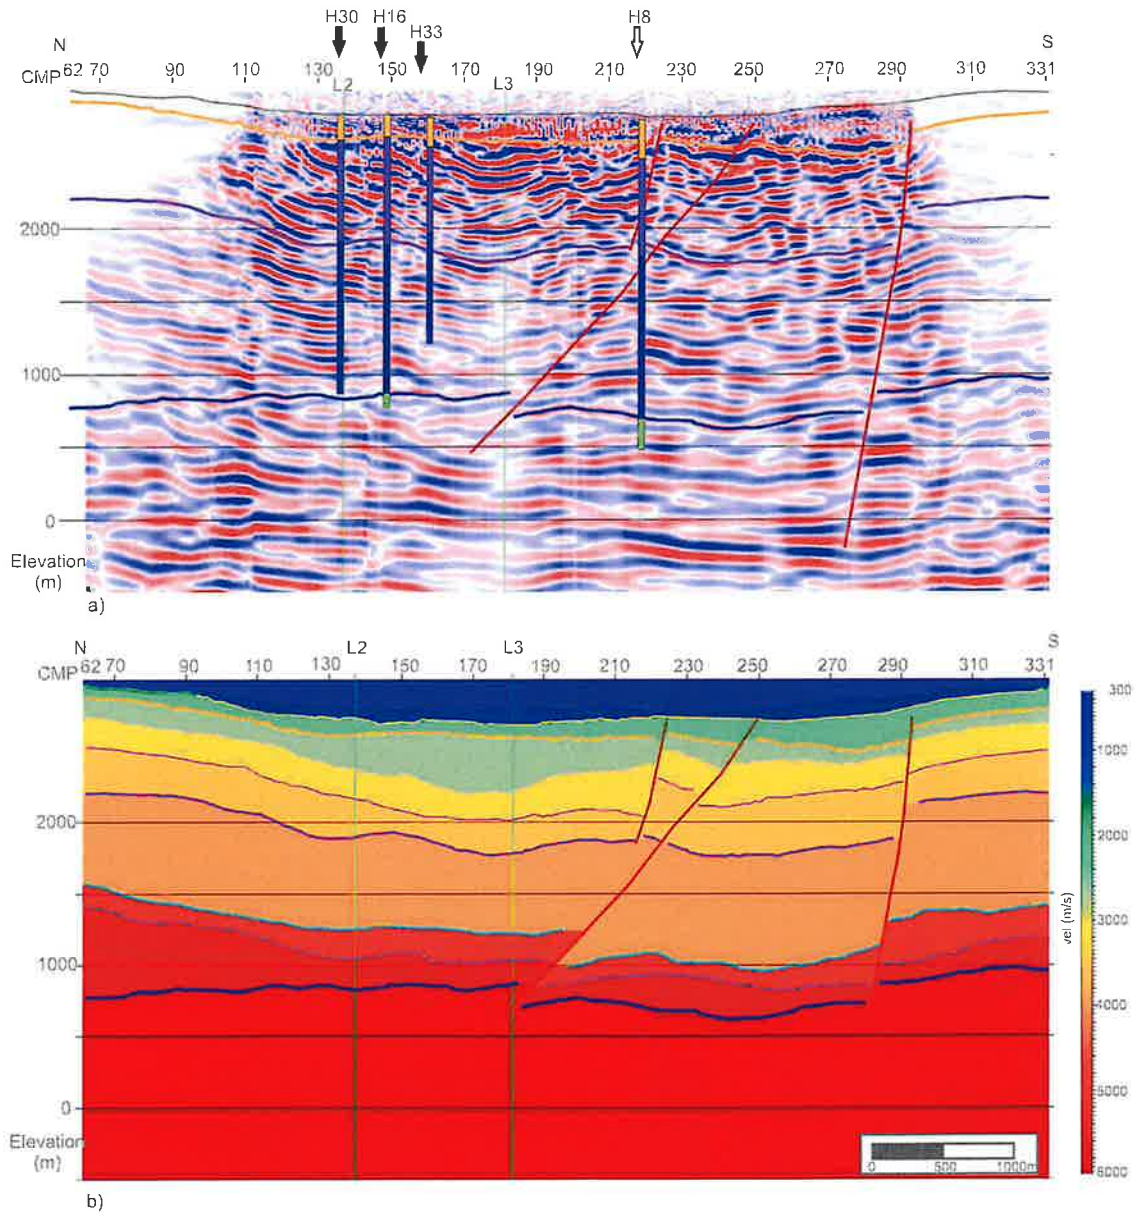 H30 H16 H8
H33
N S
CMP 62 70 90 110 130 150 170 190 210 230 250 270 290 310 331
L2 L3
2000
1000
0
Elevation
(m)
a)
N L2 L3 S
CMP 62 70 90 110 130 150 170 190 210 230 250 270 290 310 331
300
1000
2000
2000
3000
1000
4000
0
5000
Elevation
(m)
0 500 1000m
6000
vel (m/s)
b)